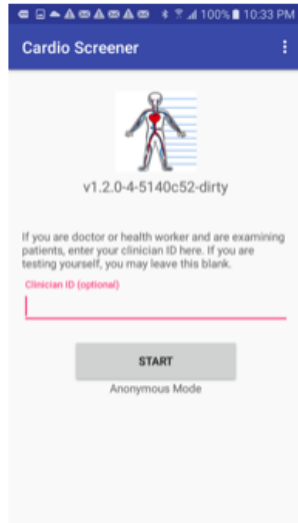 100% 10:33 PM
Cardio Screener
v1.2.0-4-5140c52-dirty
If you are doctor or health worker and are examining
patients, enter your clinician ID here. If you are
testing yourself, you may leave this blank.
Clinician ID (optional)
START
Anonymous Mode